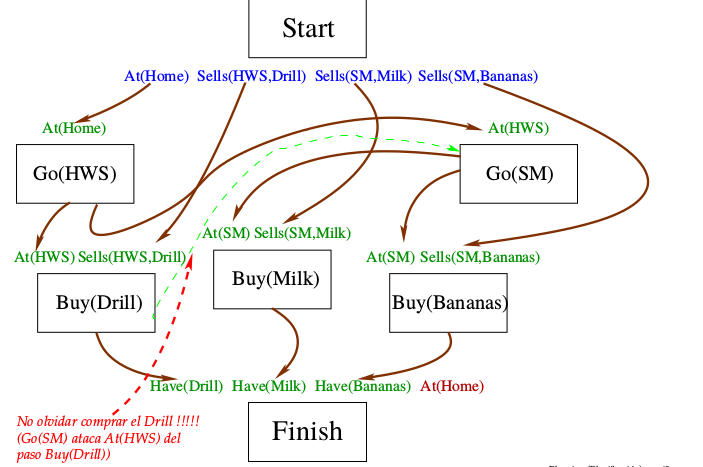 Start
At(Home) Sells(HWS,Drill) Sells(SM,Milk) Sells(SM,Bananas)
At(Home)
At(HWS)
Go(HWS)
Go(SM)
At(SM) Sells(SM,Milk)
At(HWS) Sells(HWS,Drill)
At(SM) Sells(SM,Bananas)
Buy(Drill)
Buy(Milk)
Buy(Bananas)
Have(Drill) Have(Milk) Have(Bananas) At(Home)
Finish
No olvidar comprar el Drill !!!!!
(Go(SM) ataca At(HWS) del
paso Buy(Drill))